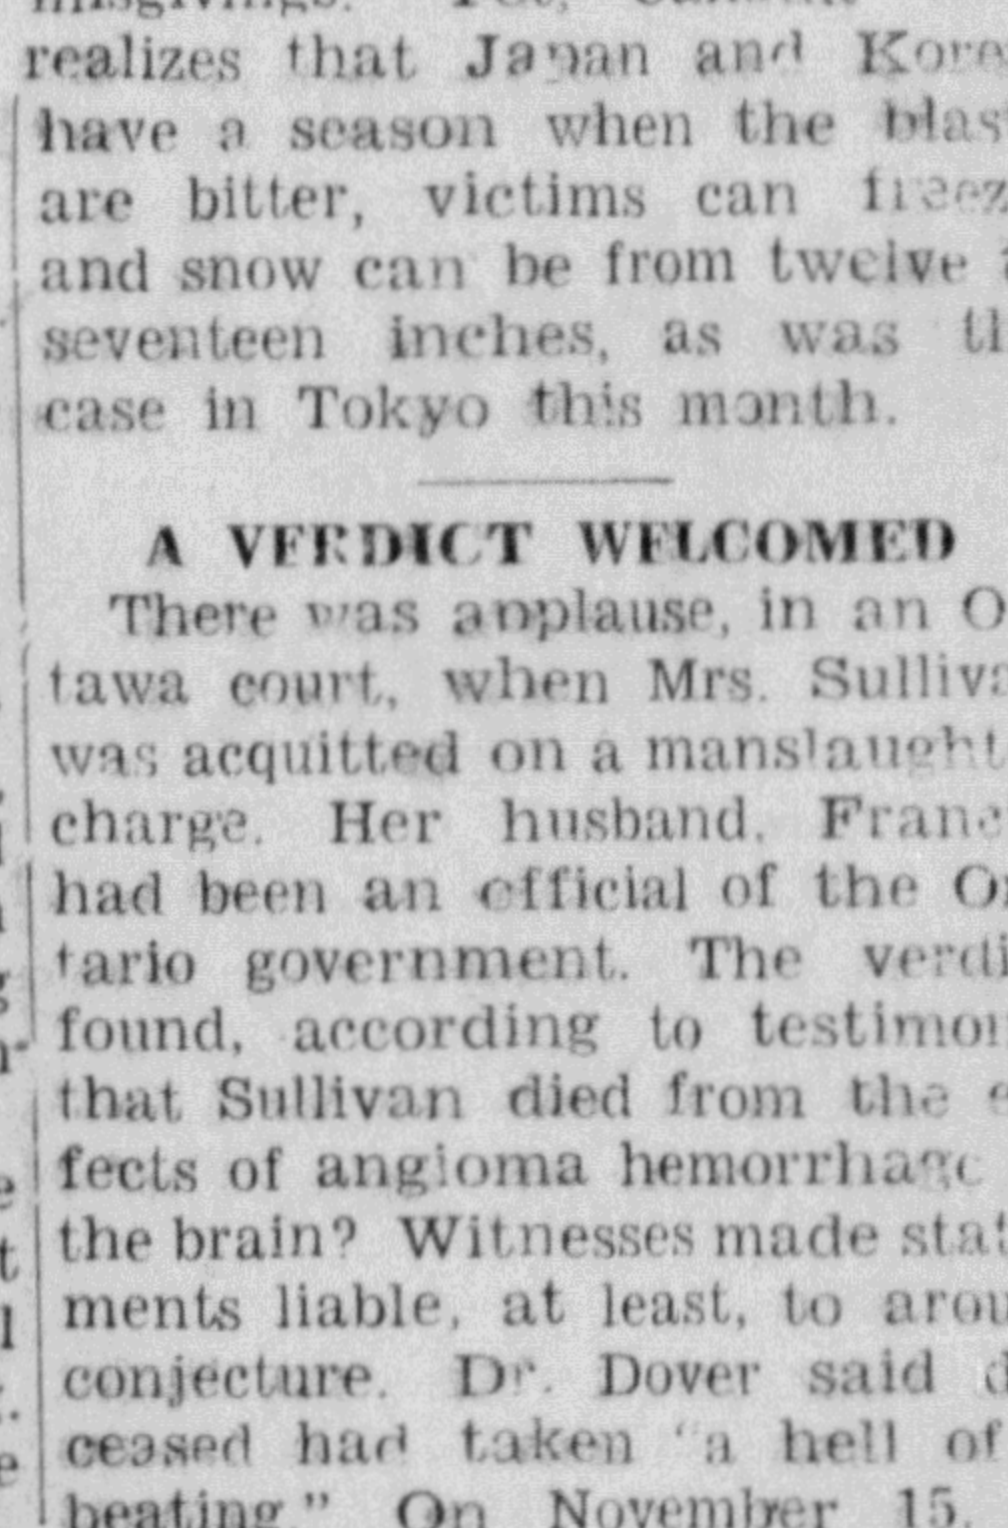 realizes that Japan and Kore
have a season when the blas
are bitter, victims can freez
and snow can be from twelve
seventeen inches, as was th
case in Tokyo this month.
A VERDICT WELCOMED
There was applause, in an O
tawa court, when Mrs. Sulliva
was acquitted on a manslaught
charge. Her husband, Franc
had been an official of the On
tario government. The verdi
found, according to testimon
that Sullivan died from the e
fects of angioma hemorrhage
the brain? Witnesses made stat
ments liable, at least, to arou
conjecture. Dr. Dover said d
ceased had taken "a hell of
beating." On November 15,